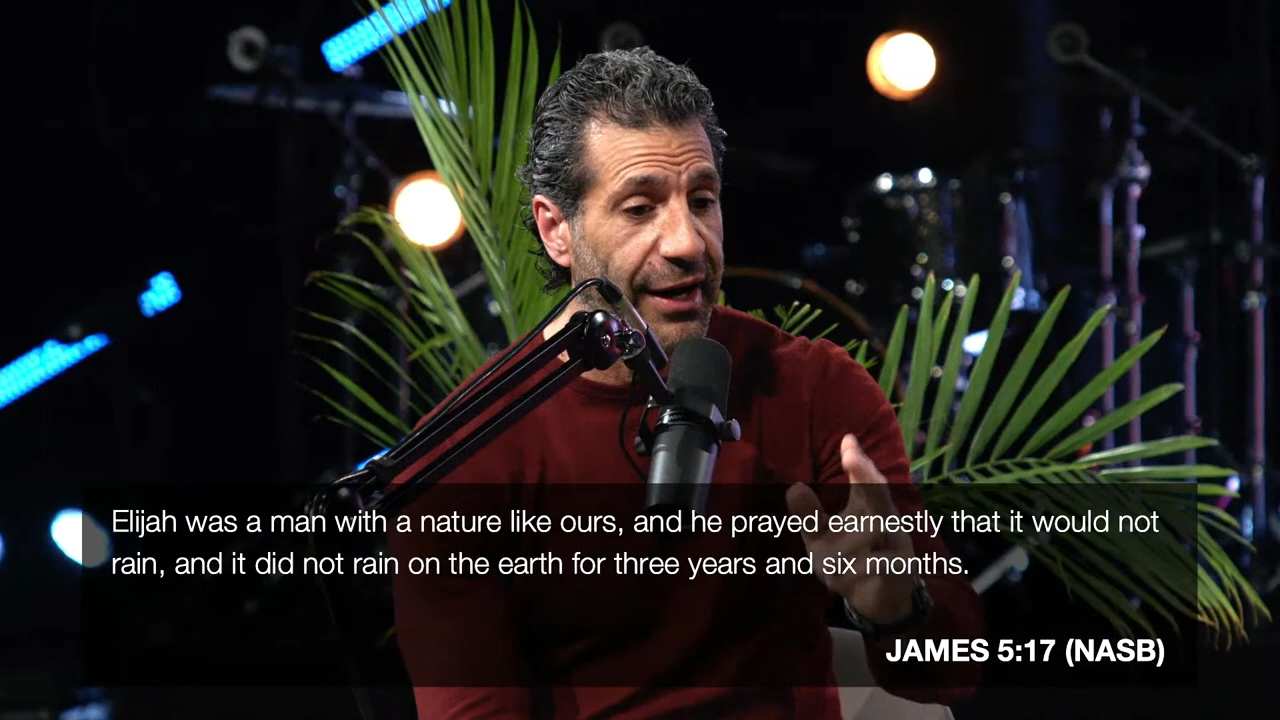 Elijah was a man with a nature like ours, and he prayed earnestly that it would not
rain, and it did not rain on the earth for three years and six months.
JAMES 5:17 (NASB)